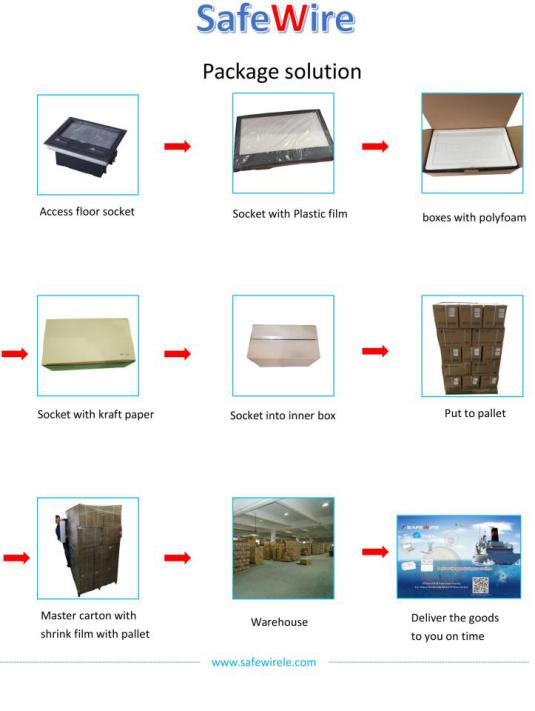 SafeWire
Package solution
Access floor socket
Socket with Plastic film
boxes with polyfoam
Socket with kraft paper
Socket into inner box
Put to pallet
SAFEWIRE
Master carton with
shrink film with pallet
Warehouse
Deliver the goods
to you on time
www.safewirele.com